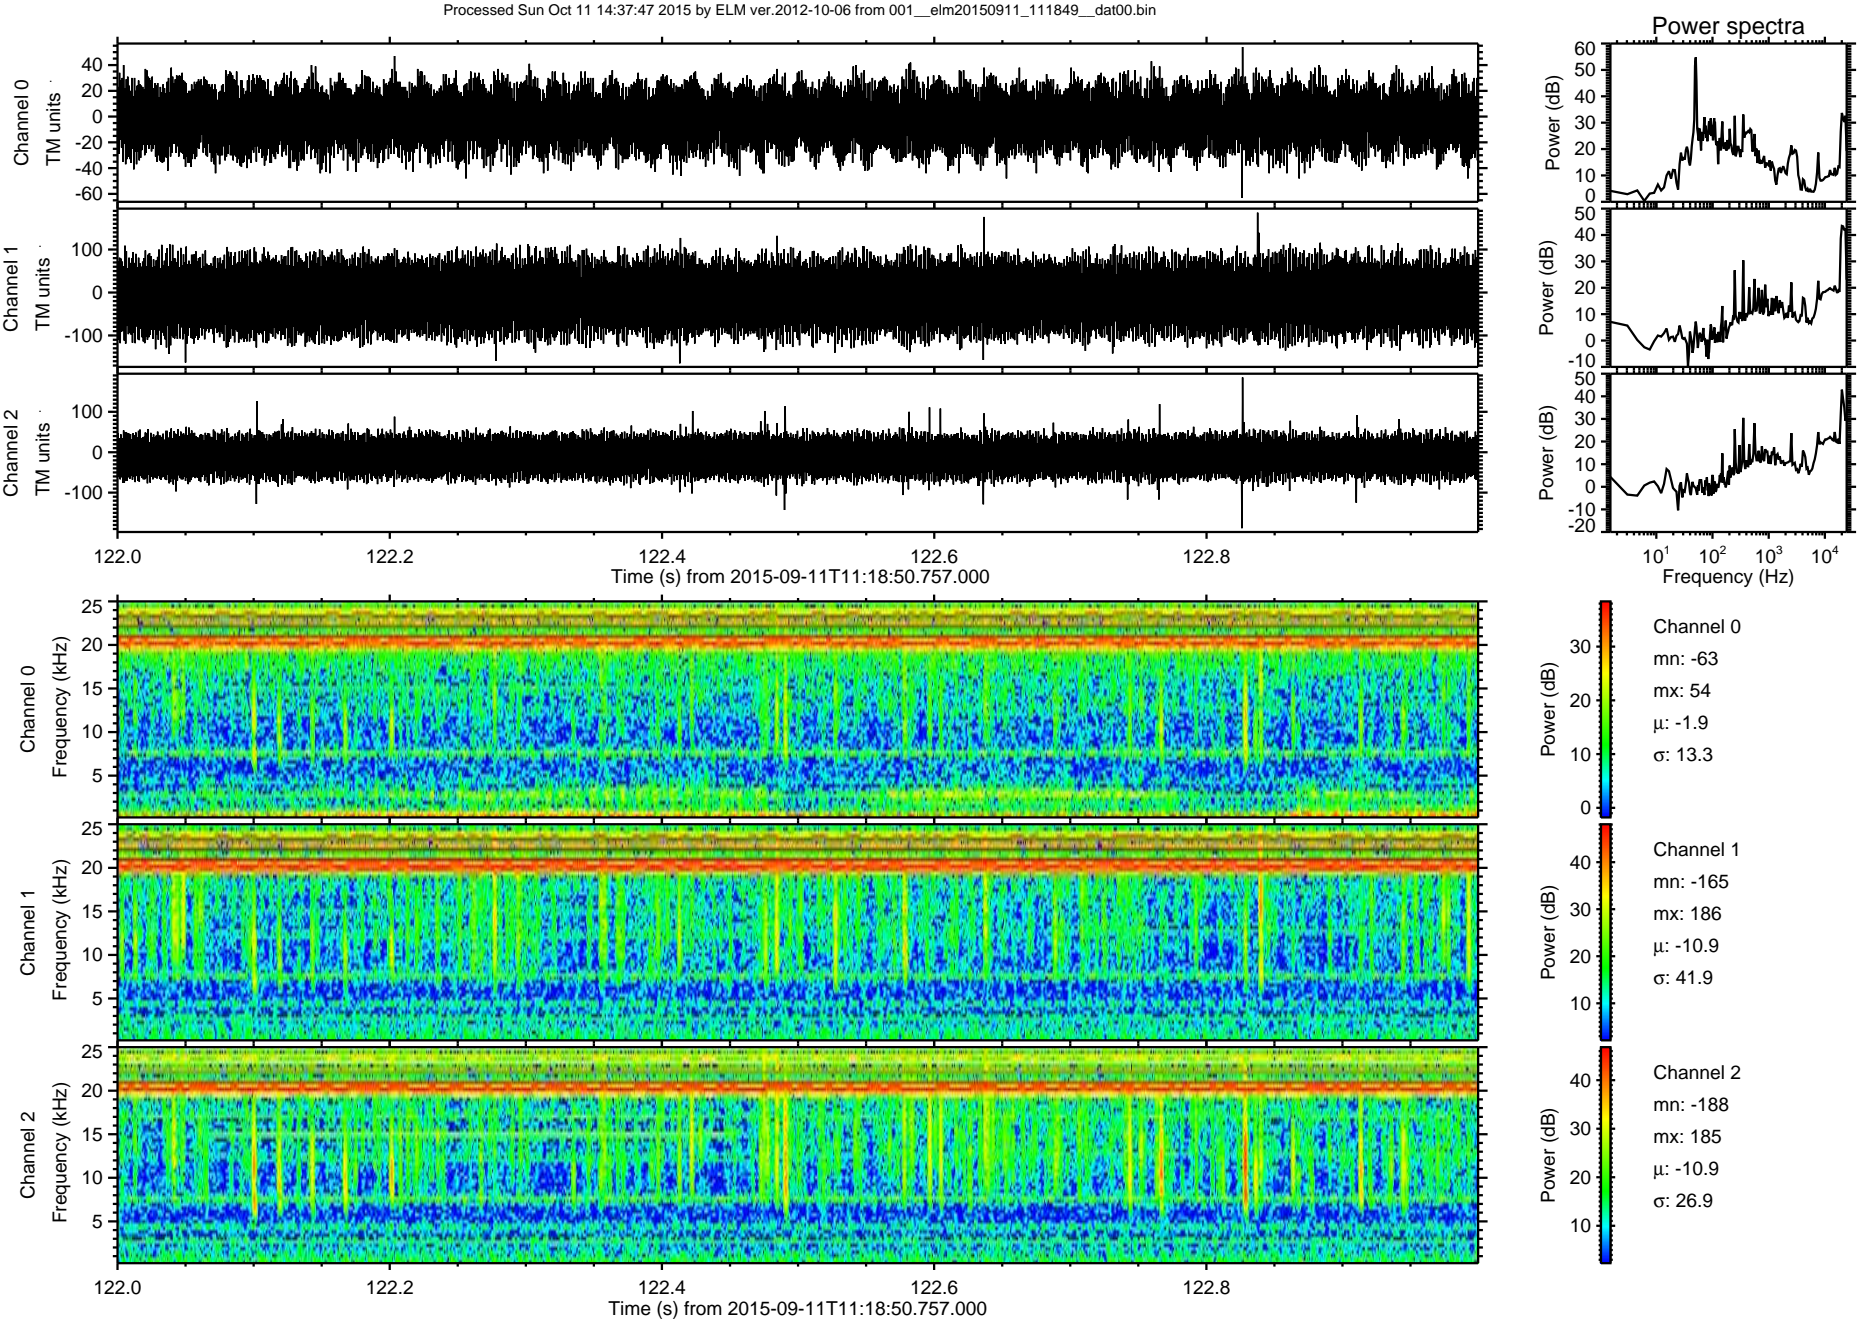 Processed Sun Oct 11 14:37:47 2015 by ELM ver.2012-10-06 from 001__elm20150911_111849__dat00.bin
Power spectra
Channel 0
TM units
40
20
0
-20
-40
-60
Power (dB)
60
50
40
30
20
10
0
Channel 1
TM units
100
0
-100
Power (dB)
50
40
30
20
10
0
-10
Channel 2
TM units
100
0
-100
Power (dB)
50
40
30
20
10
0
-10
-20
122.0 122.2 122.4 122.6 122.8
Time (s) from 2015-09-11T11:18:50.757.000
10¹ 10² 10³ 10⁴
Frequency (Hz)
Channel 0
Frequency (kHz)
25
20
15
10
5
Power (dB)
30
20
10
0
Channel 0
mn: -63
mx: 54
μ: -1.9
σ: 13.3
Channel 1
Frequency (kHz)
25
20
15
10
5
Power (dB)
40
30
20
10
Channel 1
mn: -165
mx: 186
μ: -10.9
σ: 41.9
Channel 2
Frequency (kHz)
25
20
15
10
5
Power (dB)
40
30
20
10
Channel 2
mn: -188
mx: 185
μ: -10.9
σ: 26.9
122.0 122.2 122.4 122.6 122.8
Time (s) from 2015-09-11T11:18:50.757.000